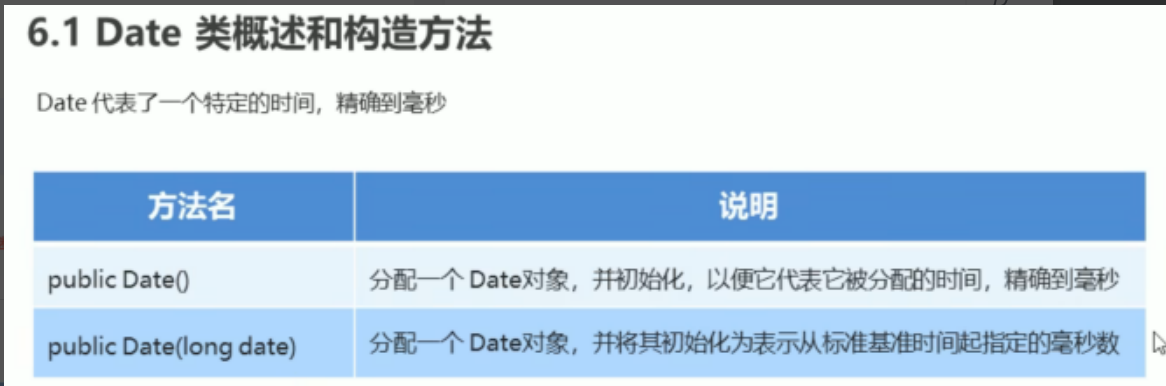 6.1 Date 类概述和构造方法
Date 代表了一个特定的时间，精确到毫秒
方法名 说明
public Date() 分配一个 Date对象，并初始化，以便它代表它被分配的时间，精确到毫秒
public Date(long date) 分配一个 Date对象，并将其初始化为表示从标准基准时间起指定的毫秒数